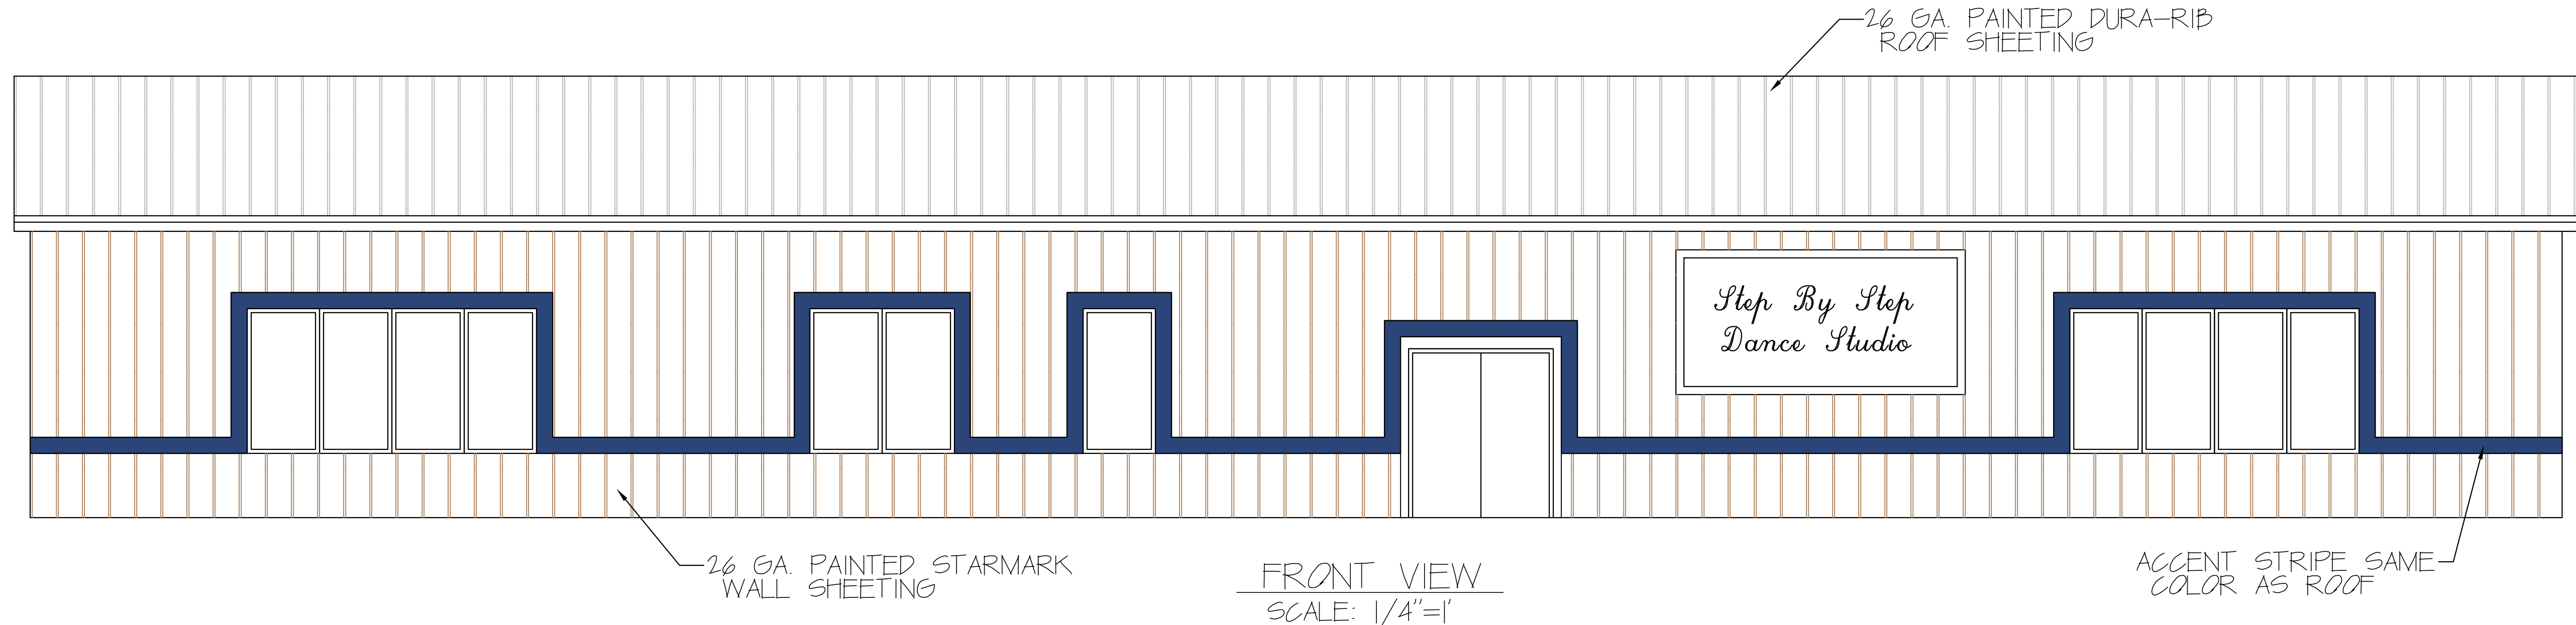 26 GA. PAINTED DURA-RIB
ROOF SHEETING
Step By Step
Dance Studio
26 GA. PAINTED STARMARK
WALL SHEETING
FRONT VIEW
SCALE: 1/4"=1'
ACCENT STRIPE SAME
COLOR AS ROOF